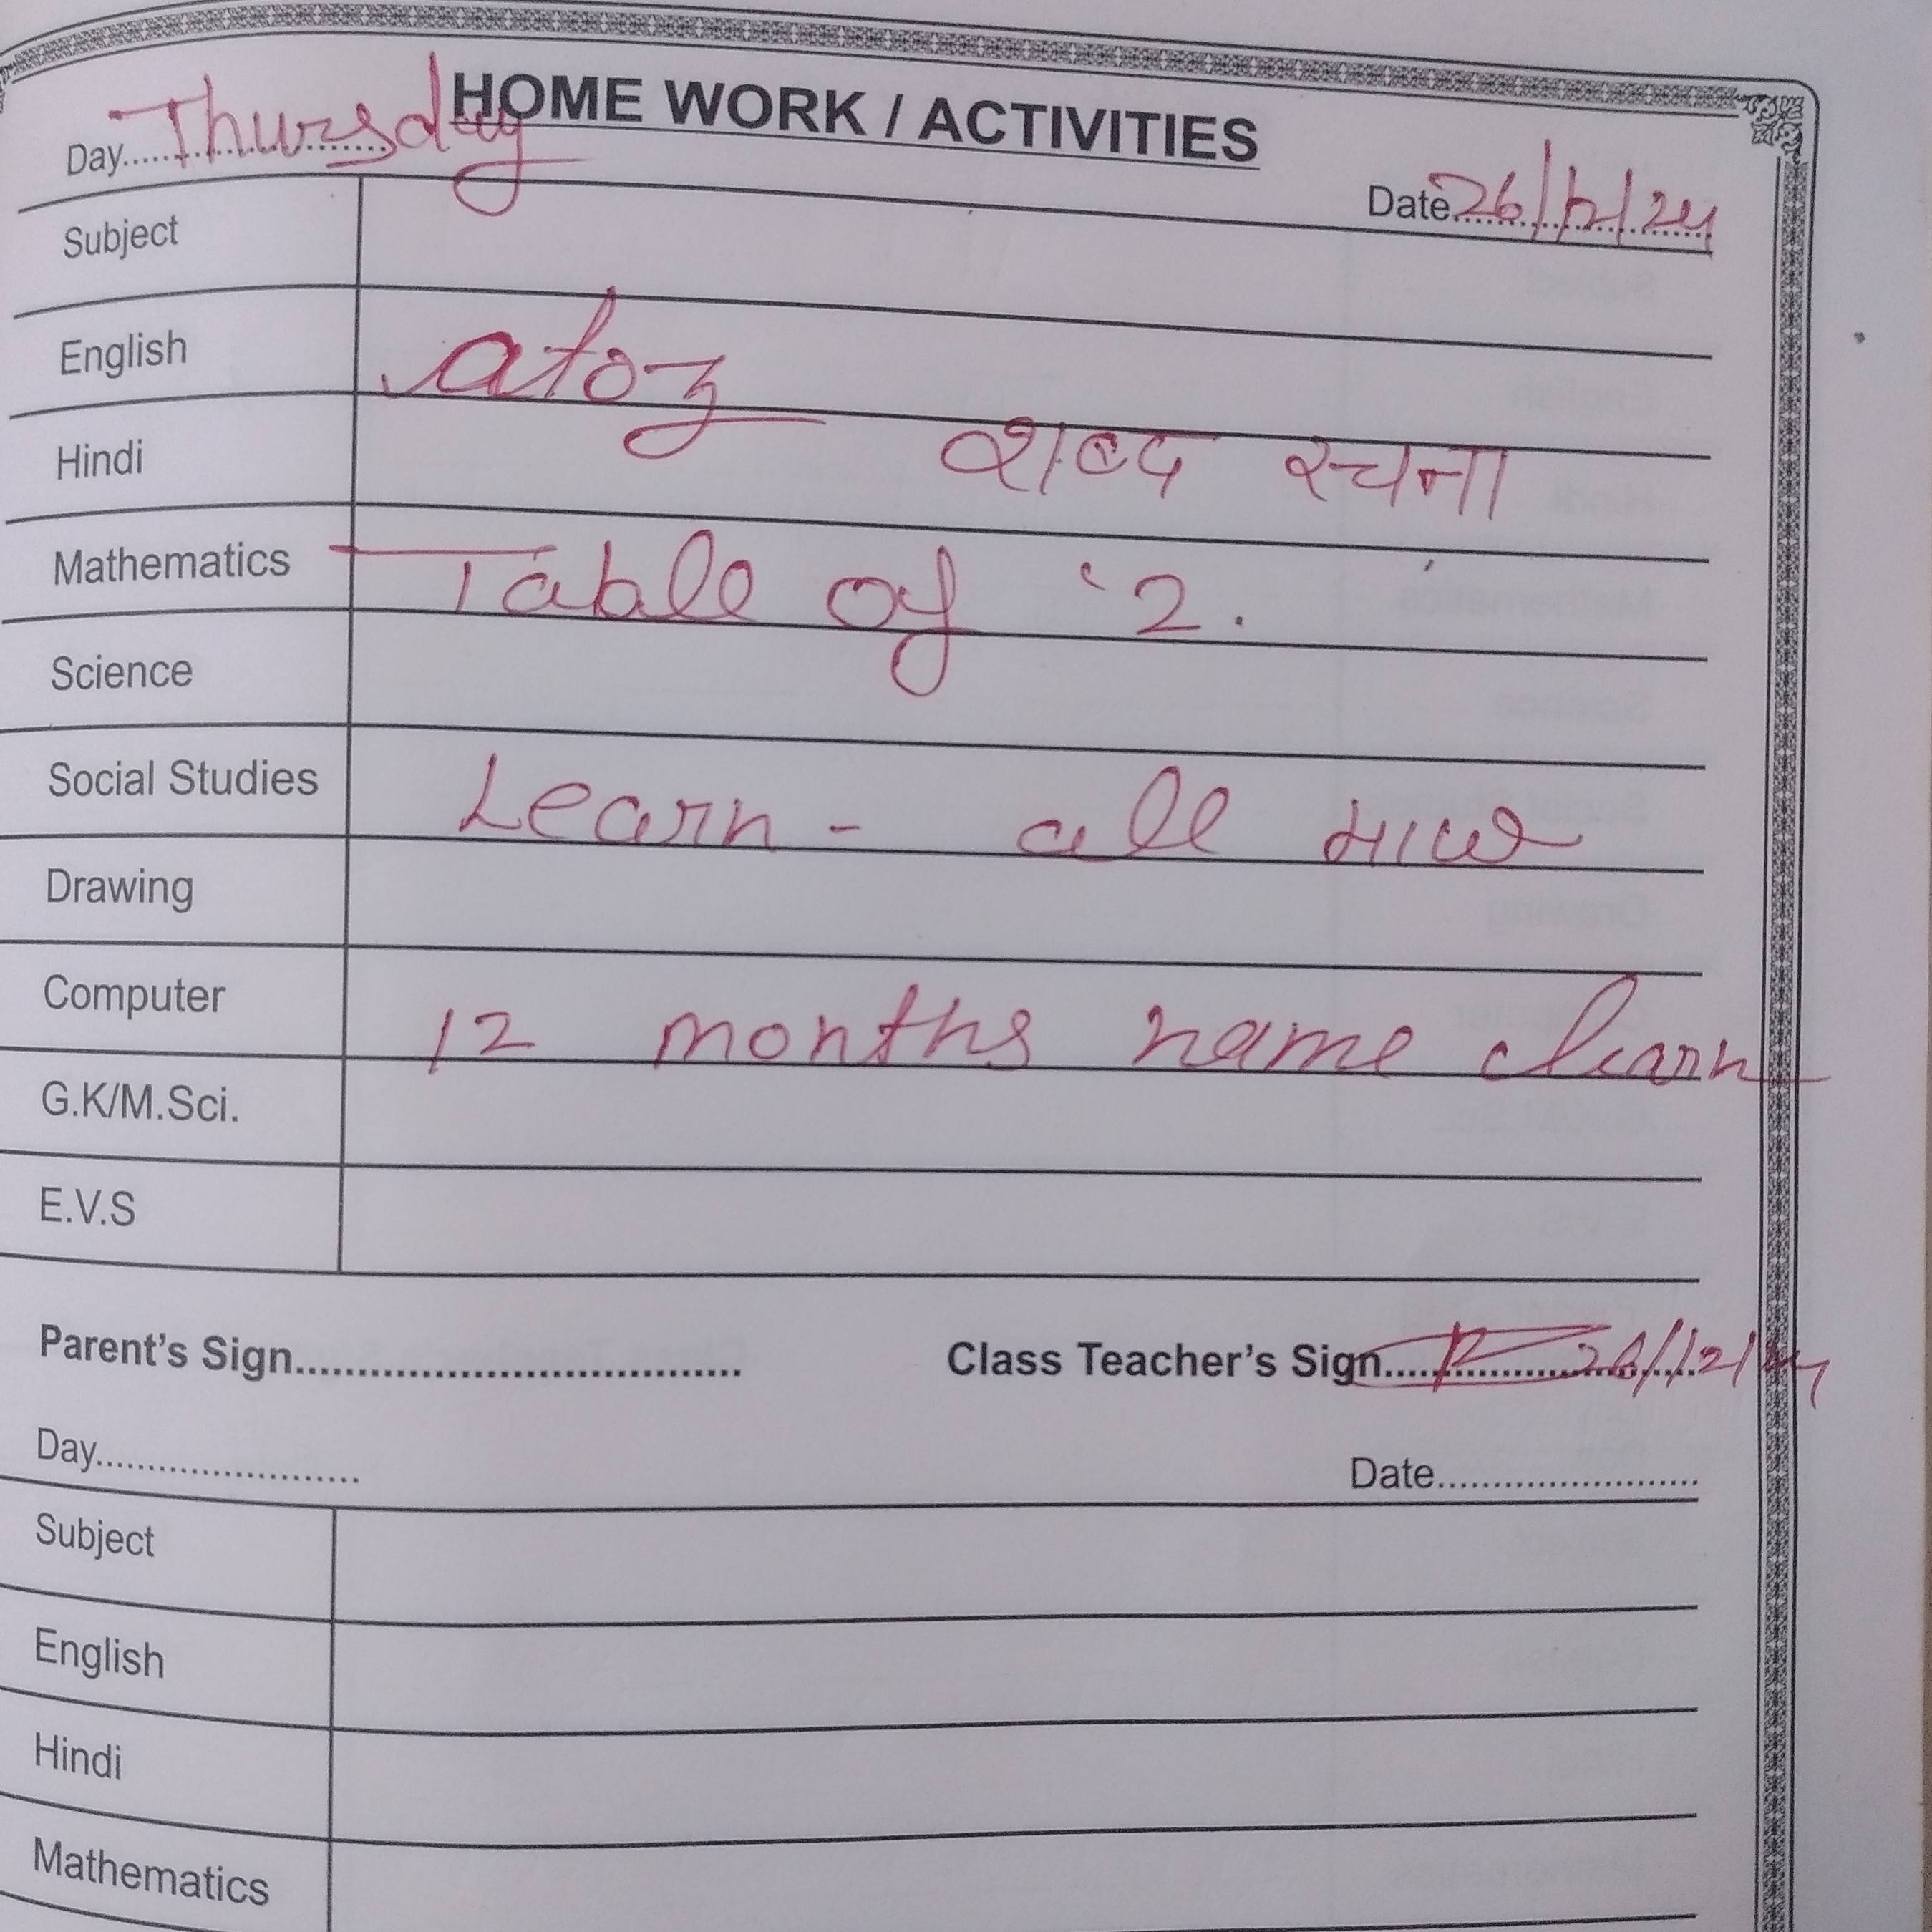 HOME WORK / ACTIVITIES
Day Thursday
Date 26/12/24
Subject
English a to z
Hindi शब्द रचना
Mathematics Table of '2.
Science
Social Studies Learn - all
Drawing
Computer 12 months name learn
G.K/M.Sci.
E.V.S
Parent's Sign
Class Teacher's Sign 26/12/24
Day
Date
Subject
English
Hindi
Mathematics